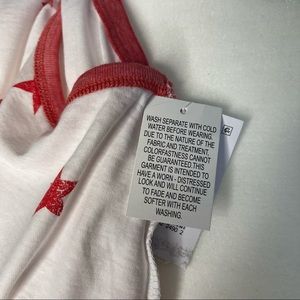 WASH SEPARATE WITH COLD
WATER BEFORE WEARING.
DUE TO THE NATURE OF THE
FABRIC AND TREATMENT.
COLORFASTNESS CANNOT
BE GUARANTEED.THIS
GARMENT IS INTENDED TO
HAVE A WORN - DISTRESSED
LOOK AND WILL CONTINUE
TO FADE AND BECOME
SOFTER WITH EACH
WASHING.